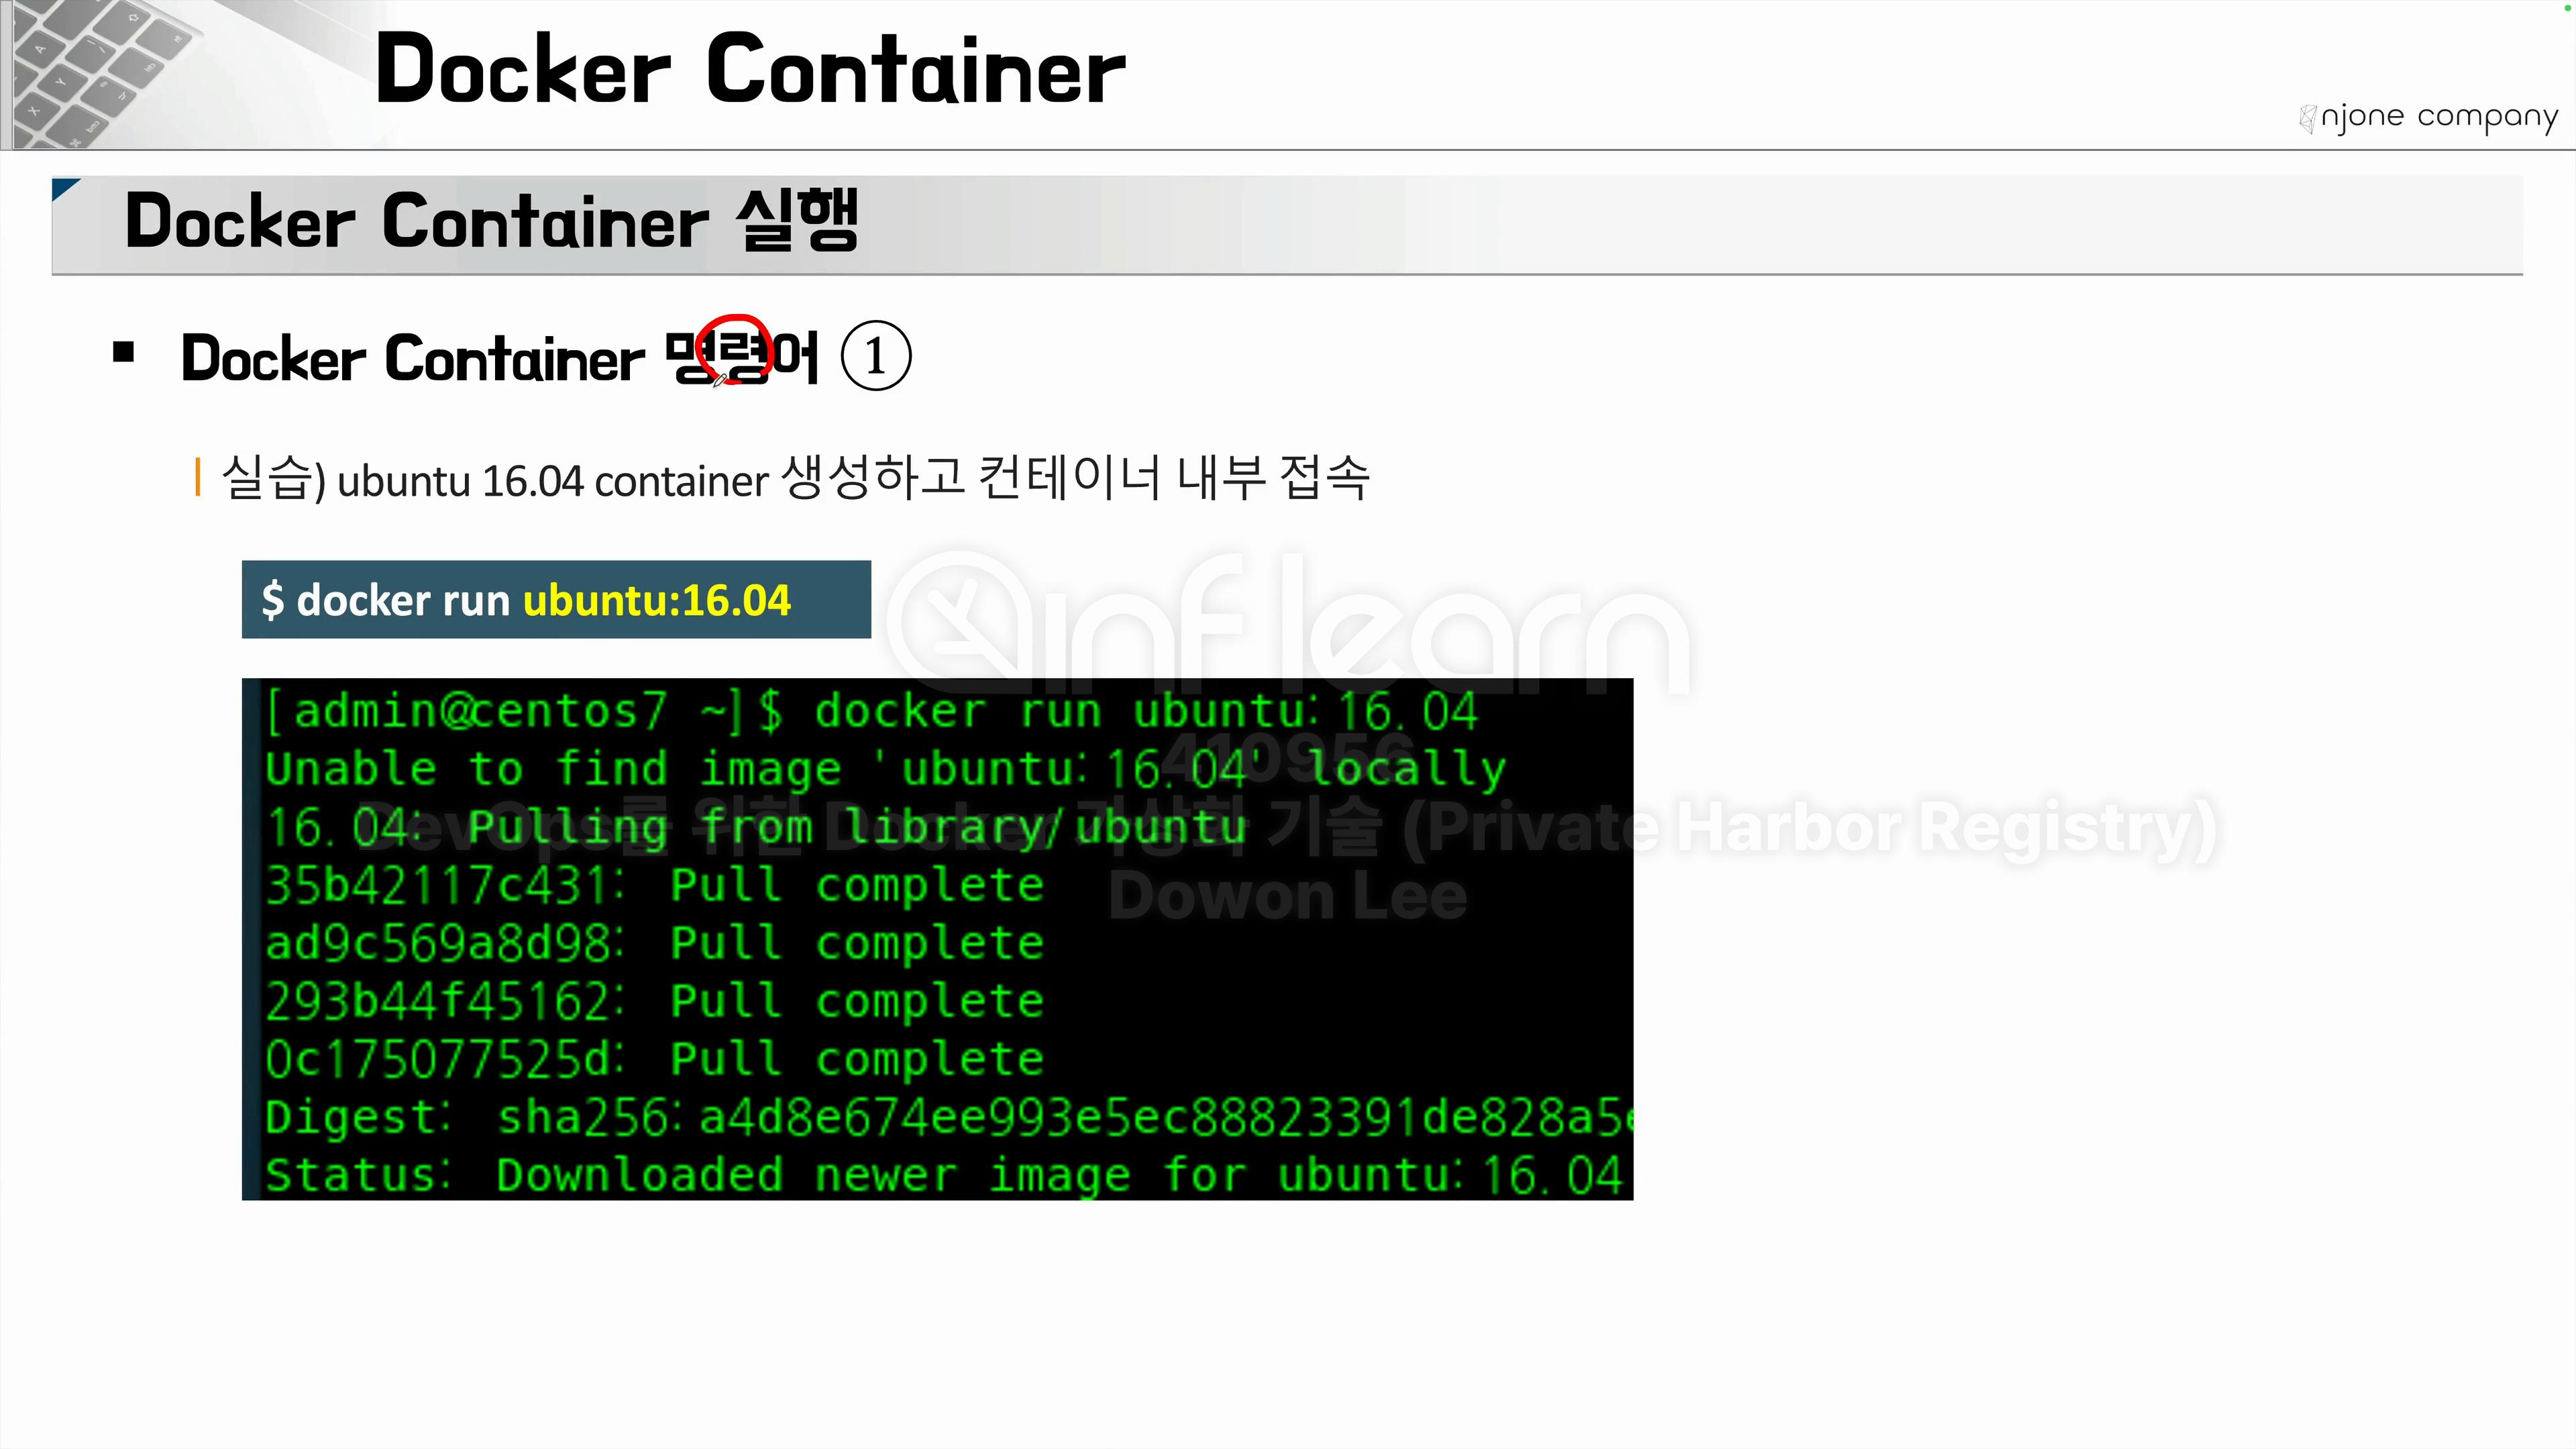 Docker Container
njone company
Docker Container 실행
Docker Container 명령어 ①
실습) ubuntu 16.04 container 생성하고 컨테이너 내부 접속
$ docker run ubuntu:16.04
inflearn
[admin@centos7 ~]$ docker run ubuntu:16.04
410956
Unable to find image 'ubuntu:16.04' locally
16.04: Pulling from library/ubuntu
DevOps를 위한 Docker 가상화 기술 (Private Harbor Registry)
35b42117c431: Pull complete
Dowon Lee
ad9c569a8d98: Pull complete
293b44f45162: Pull complete
0c175077525d: Pull complete
Digest: sha256:a4d8e674ee993e5ec88823391de828a5e
Status: Downloaded newer image for ubuntu:16.04